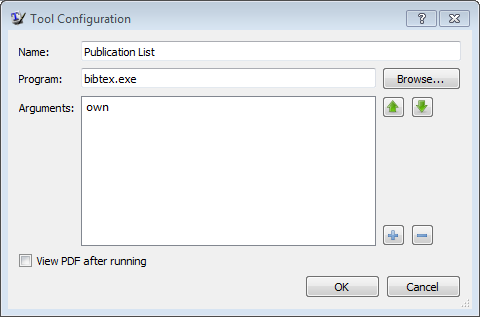 Tool Configuration
Name: Publication List
Program: bibtex.exe Browse...
Arguments: own
View PDF after running
OK Cancel